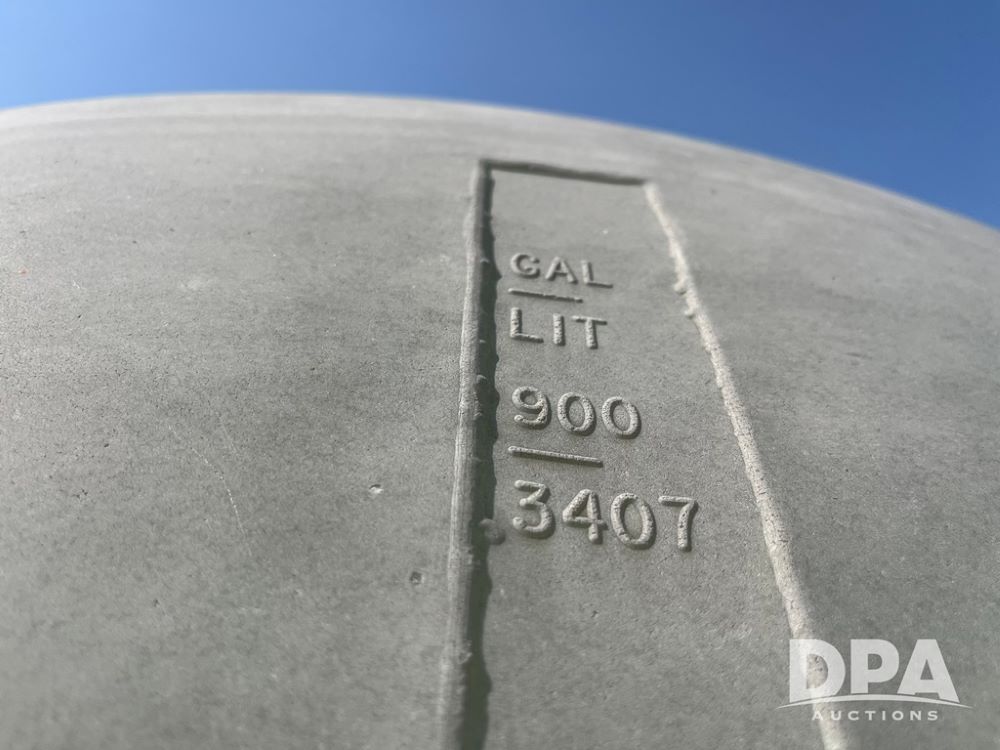 GAL
LIT
900
3407
DPA
AUCTIONS